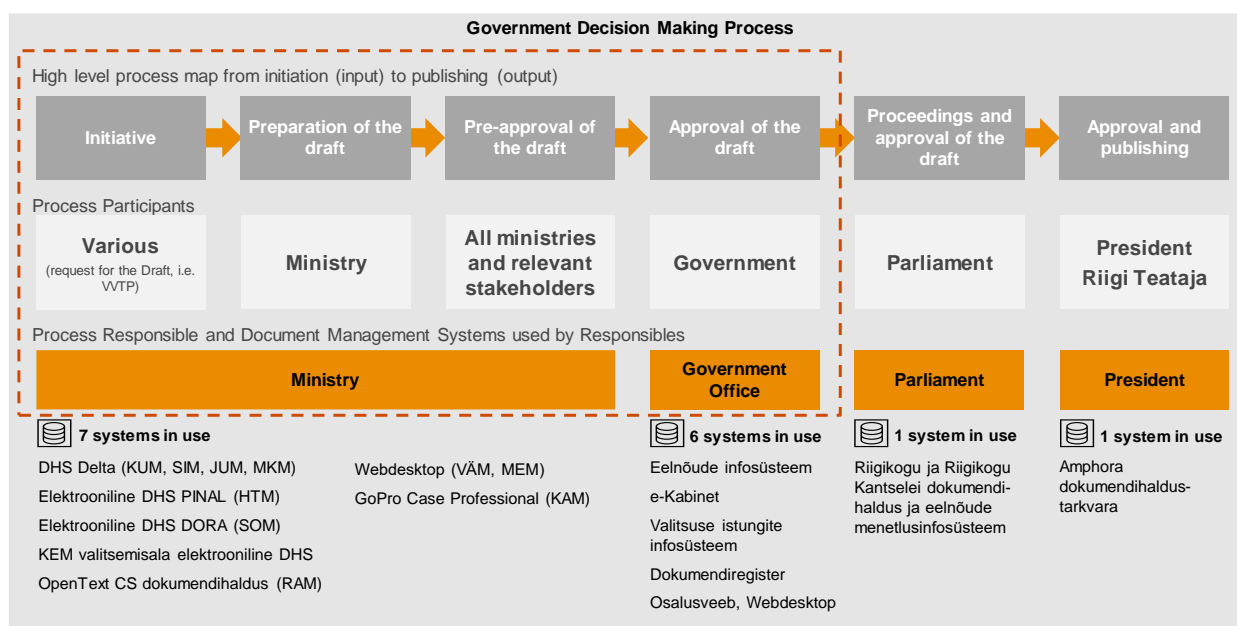 Government Decision Making Process
High level process map from initiation (input) to publishing (output)
Initiative
Preparation of the
draft
Pre-approval of
the draft
Approval of the
draft
Proceedings and
approval of the
draft
Approval and
publishing
Process Participants
Various
(request for the Draft, i.e.
VVTP)
Ministry
All ministries
and relevant
stakeholders
Government
Parliament
President
Riigi Teataja
Process Responsible and Document Management Systems used by Responsibles
Ministry
Government
Office
Parliament
President
7 systems in use
DHS Delta (KUM, SIM, JUM, MKM)
Elektrooniline DHS PINAL (HTM)
Elektrooniline DHS DORA (SOM)
KEM valitsemisala elektrooniline DHS
OpenText CS dokumendihaldus (RAM)
Webdesktop (VÄM, MEM)
GoPro Case Professional (KAM)
6 systems in use
Eelnõude infosüsteem
e-Kabinet
Valitsuse istungite
infosüsteem
Dokumendiregister
Osalusveeb, Webdesktop
1 system in use
Riigikogu ja Riigikogu
Kantselei dokumendi-
haldus ja eelnõude
menetlusinfosüsteem
1 system in use
Amphora
dokumendihaldus-
tarkvara